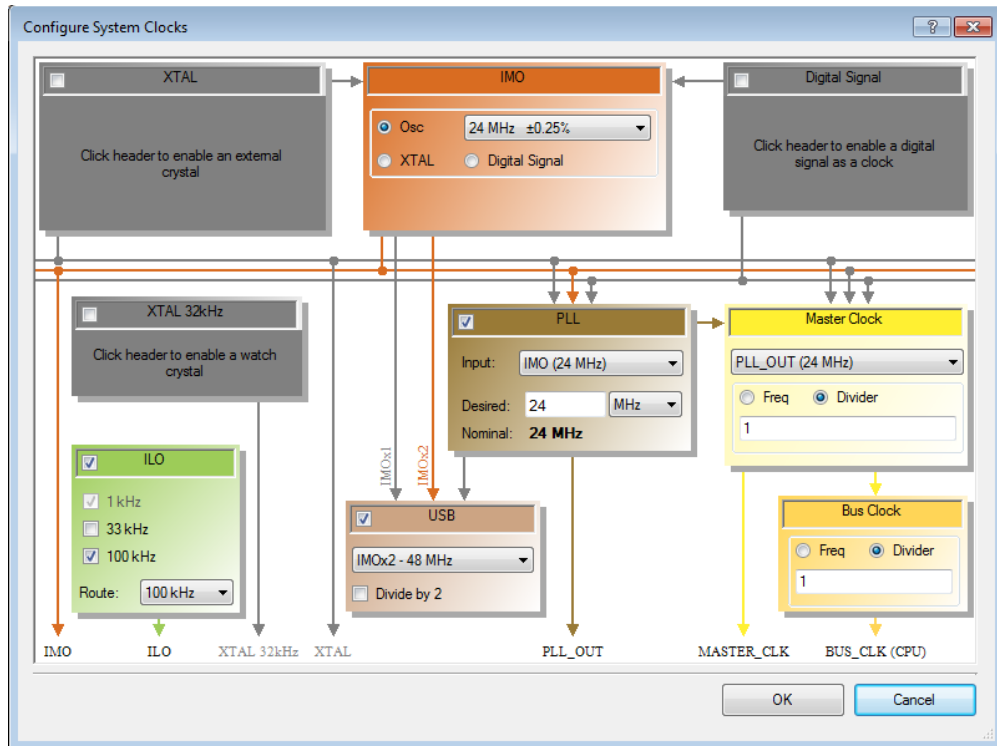 Configure System Clocks
?
XTAL
Click header to enable an external
crystal
IMO
Osc
24 MHz ±0.25%
XTAL
Digital Signal
Digital Signal
Click header to enable a digital
signal as a clock
XTAL 32kHz
Click header to enable a watch
crystal
PLL
Input:
IMO (24 MHz)
Desired:
24
MHz
Nominal:
24 MHz
Master Clock
PLL_OUT (24 MHz)
Freq
Divider
1
ILO
1 kHz
33 kHz
100 kHz
Route:
100 kHz
IMOx1
IMOx2
USB
IMOx2 - 48 MHz
Divide by 2
Bus Clock
Freq
Divider
1
IMO
ILO
XTAL 32kHz
XTAL
PLL_OUT
MASTER_CLK
BUS_CLK (CPU)
OK
Cancel